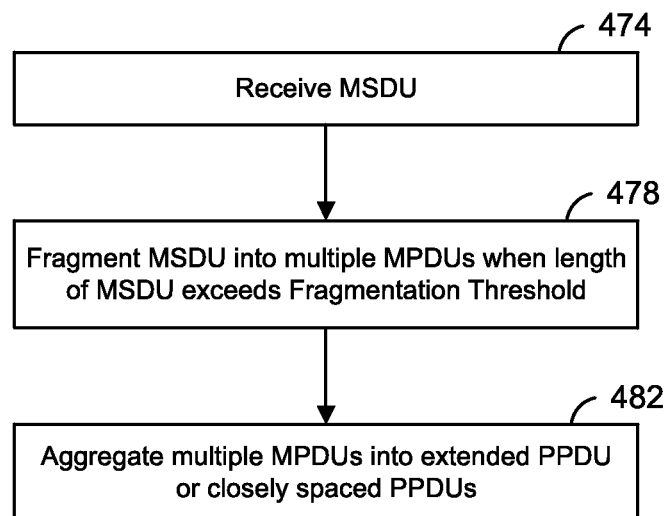 474
Receive MSDU
478
Fragment MSDU into multiple MPDUs when length
of MSDU exceeds Fragmentation Threshold
482
Aggregate multiple MPDUs into extended PPDU
or closely spaced PPDUs